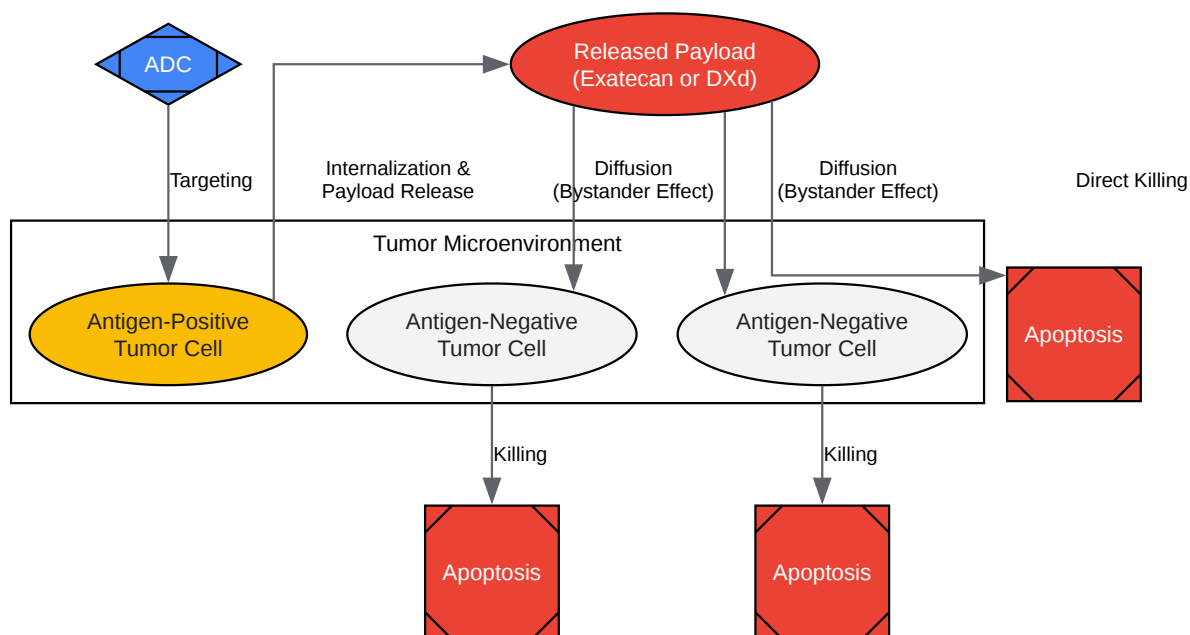 ADC
Released Payload
(Exatecan or DXd)
Targeting
Internalization &
Payload Release
Diffusion
(Bystander Effect)
Diffusion
(Bystander Effect)
Direct Killing
Tumor Microenvironment
Antigen-Positive
Tumor Cell
Antigen-Negative
Tumor Cell
Antigen-Negative
Tumor Cell
Apoptosis
Killing
Killing
Apoptosis
Apoptosis